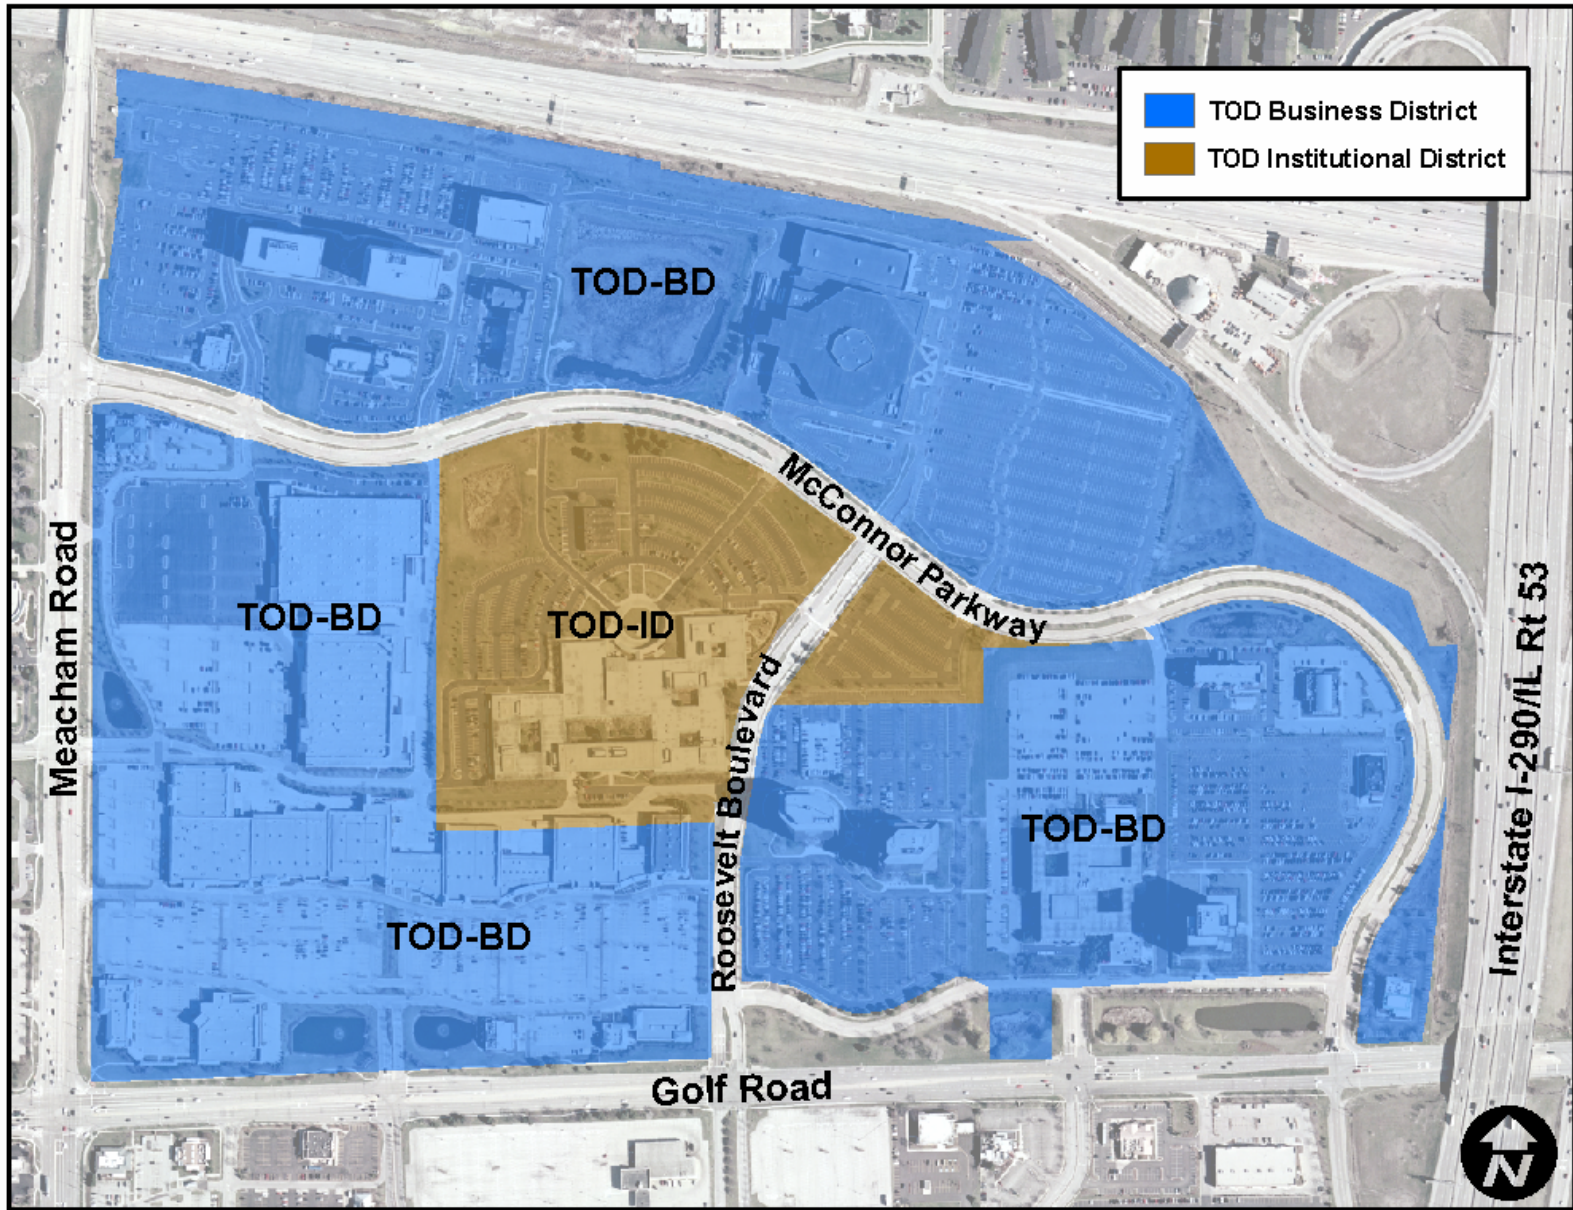 TOD Business District
TOD Institutional District
TOD-BD
McConnor Parkway
Meacham Road
TOD-BD
TOD-ID
Interstate I-290/IL Rt 53
Roosevelt Boulevard
TOD-BD
TOD-BD
Golf Road
N